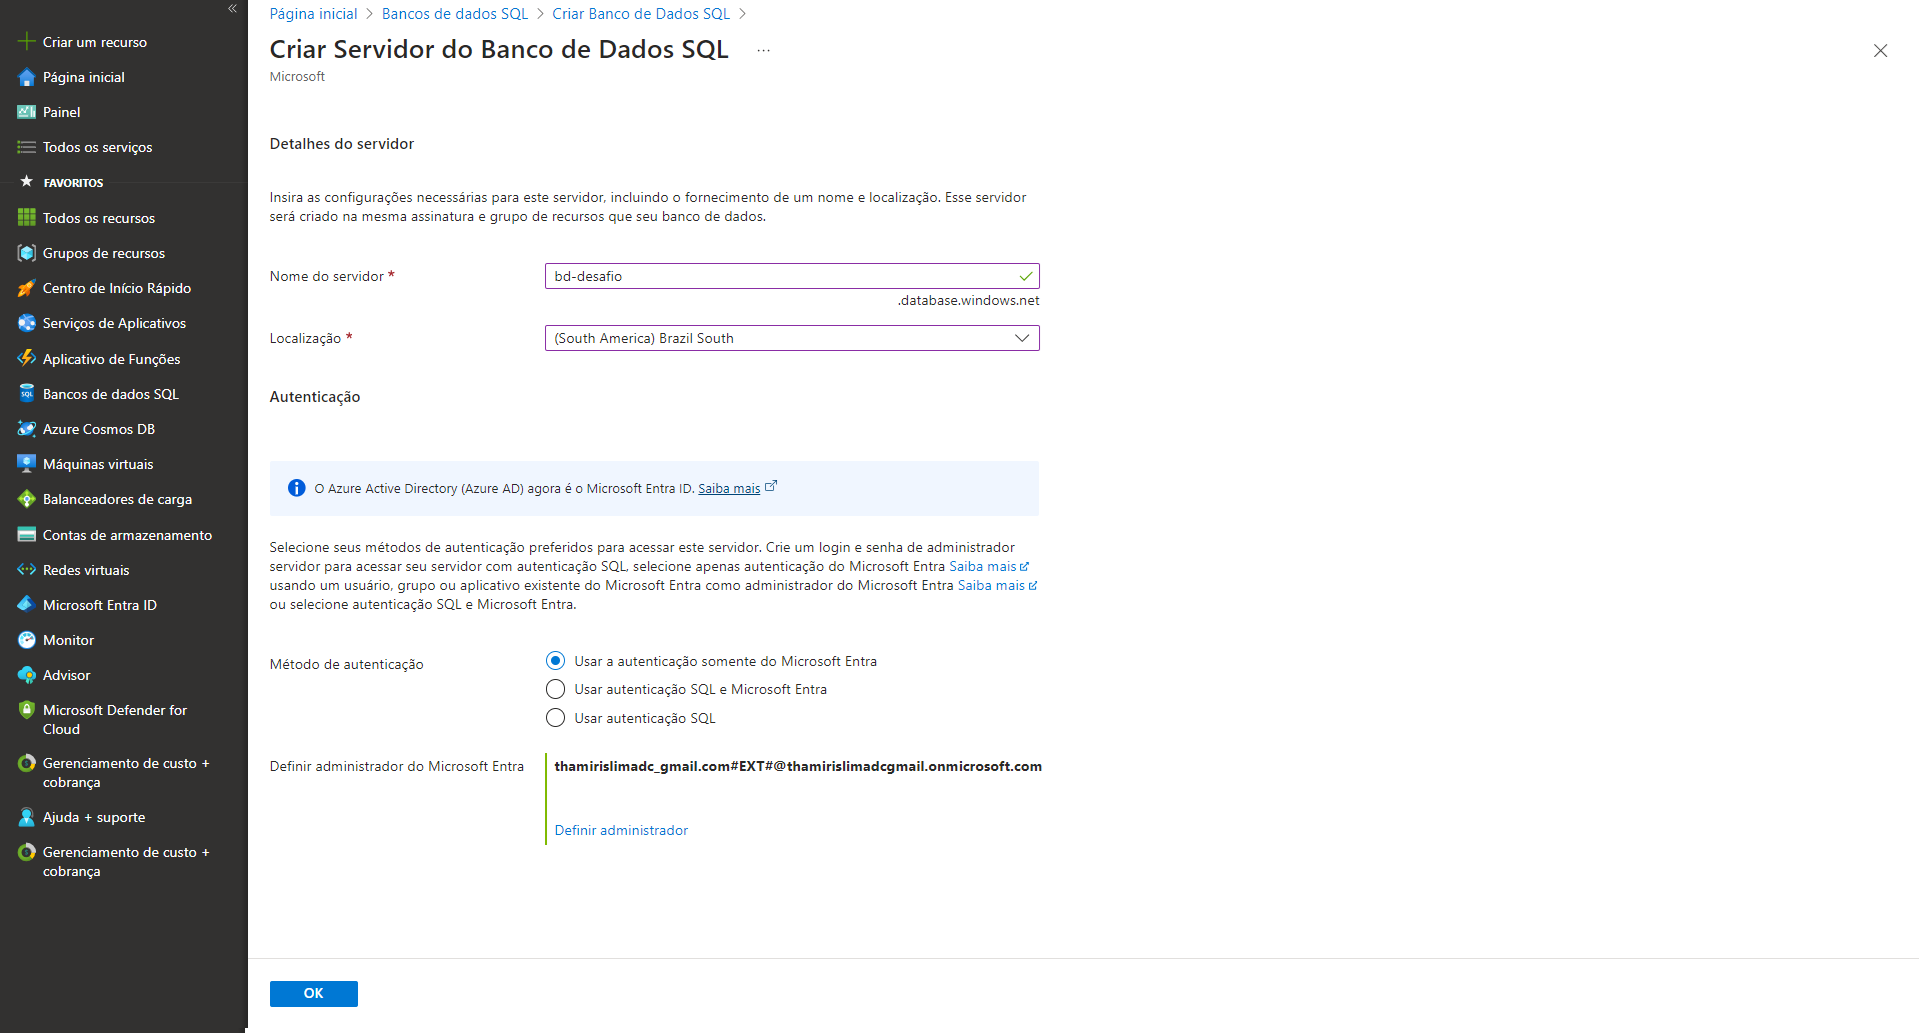 «
Criar um recurso
Página inicial
Painel
Todos os serviços
FAVORITOS
Todos os recursos
Grupos de recursos
Centro de Início Rápido
Serviços de Aplicativos
Aplicativo de Funções
Bancos de dados SQL
Azure Cosmos DB
Máquinas virtuais
Balanceadores de carga
Contas de armazenamento
Redes virtuais
Microsoft Entra ID
Monitor
Advisor
Microsoft Defender for
Cloud
Gerenciamento de custo +
cobrança
Ajuda + suporte
Gerenciamento de custo +
cobrança
Página inicial > Bancos de dados SQL > Criar Banco de Dados SQL >
Criar Servidor do Banco de Dados SQL ...
Microsoft
Detalhes do servidor
Insira as configurações necessárias para este servidor, incluindo o fornecimento de um nome e localização. Esse servidor
será criado na mesma assinatura e grupo de recursos que seu banco de dados.
Nome do servidor * bd-desafio
.database.windows.net
Localização * (South America) Brazil South
Autenticação
O Azure Active Directory (Azure AD) agora é o Microsoft Entra ID. Saiba mais
Selecione seus métodos de autenticação preferidos para acessar este servidor. Crie um login e senha de administrador
servidor para acessar seu servidor com autenticação SQL, selecione apenas autenticação do Microsoft Entra Saiba mais
usando um usuário, grupo ou aplicativo existente do Microsoft Entra como administrador do Microsoft Entra Saiba mais
ou selecione autenticação SQL e Microsoft Entra.
Método de autenticação
Usar a autenticação somente do Microsoft Entra
Usar autenticação SQL e Microsoft Entra
Usar autenticação SQL
Definir administrador do Microsoft Entra thamirislimadc_gmail.com#EXT#@thamirislimadcgmail.onmicrosoft.com
Definir administrador
OK